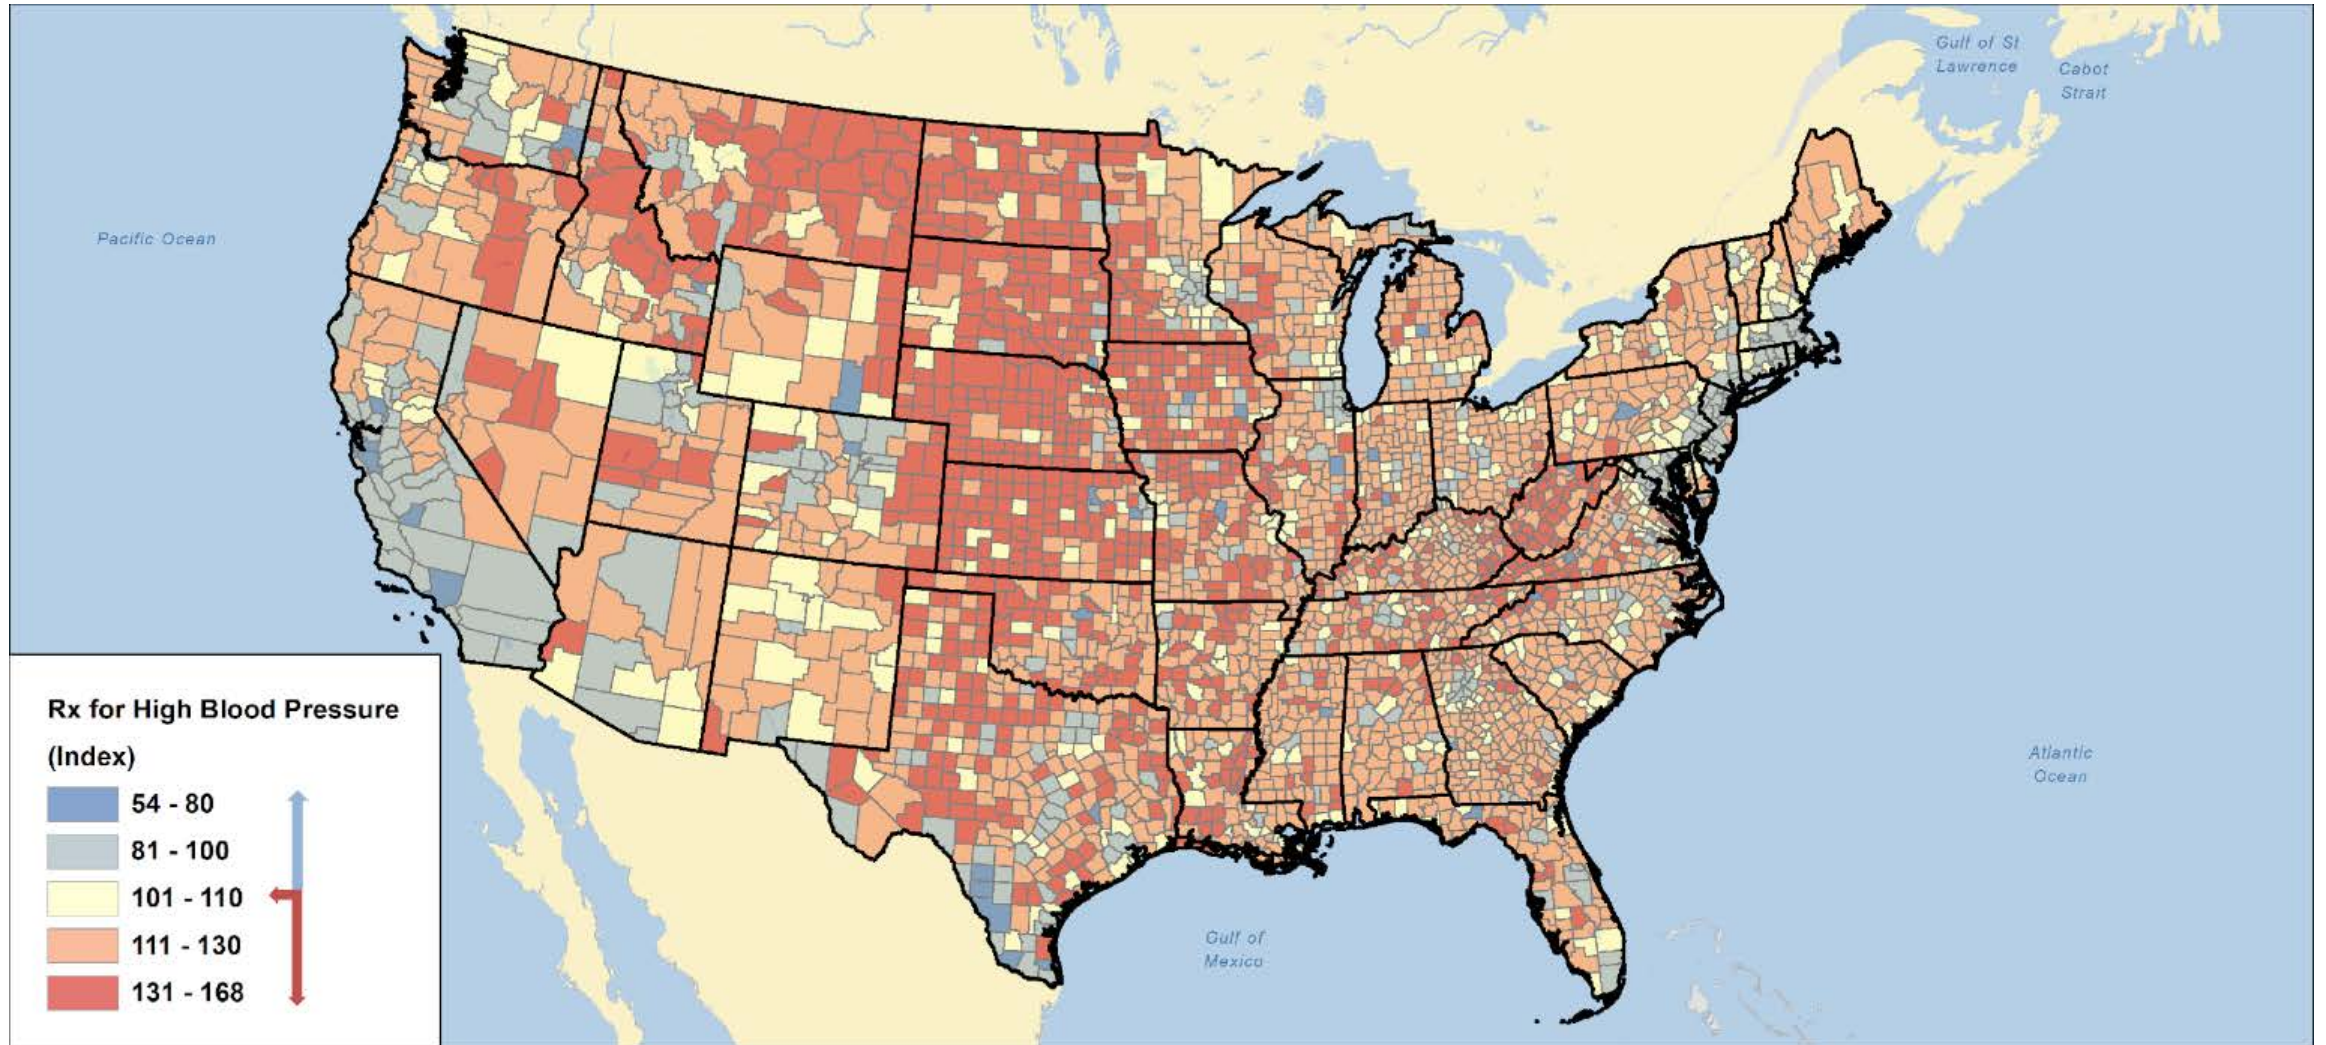 Gulf of St
Lawrence
Cabot
Strait
Pacific Ocean
Atlantic
Ocean
Gulf of
Mexico
Rx for High Blood Pressure
(Index)
54 - 80
81 - 100
101 - 110
111 - 130
131 - 168